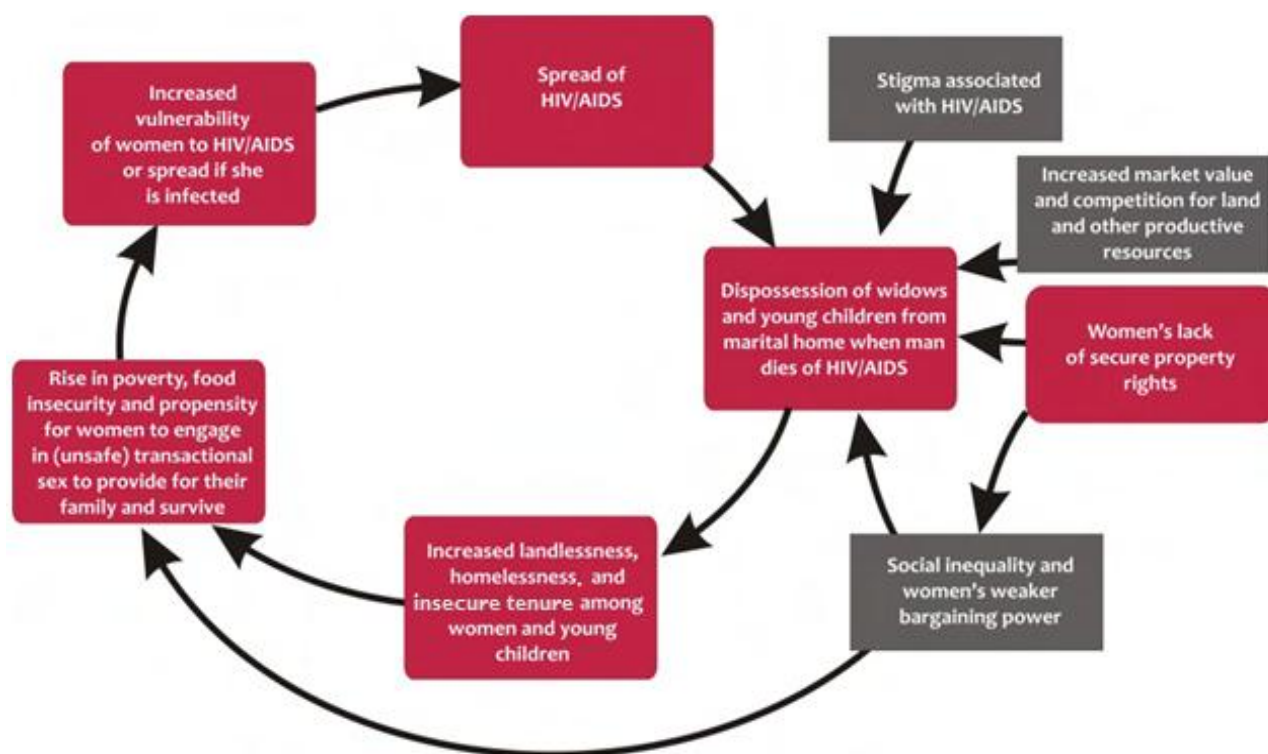 Increased
vulnerability
of women to HIV/AIDS
or spread if she
is infected
Spread of
HIV/AIDS
Stigma associated
with HIV/AIDS
Increased market value
and competition for land
and other productive
resources
Dispossession of widows
and young children from
marital home when man
dies of HIV/AIDS
Women's lack
of secure property
rights
Rise in poverty, food
insecurity and propensity
for women to engage
in (unsafe) transactional
sex to provide for their
family and survive
Increased landlessness,
homelessness, and
insecure tenure among
women and young
children
Social inequality and
women's weaker
bargaining power